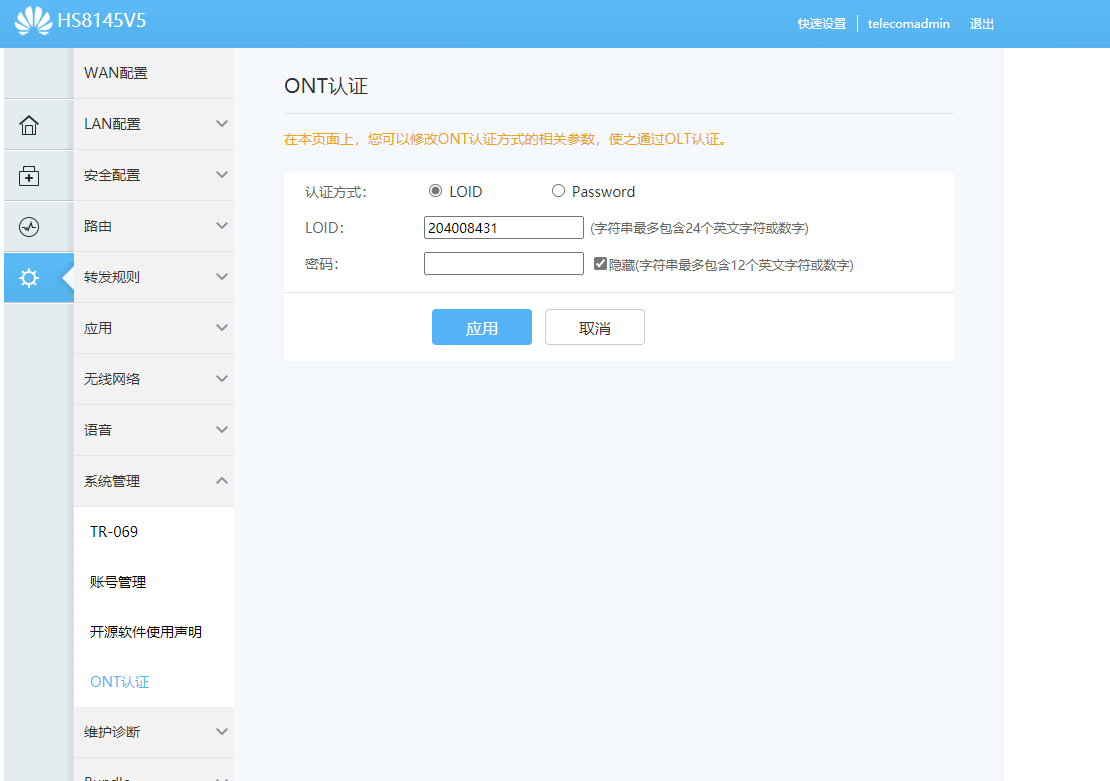 HS8145V5
快速设置
telecomadmin
退出
WAN配置
LAN配置
安全配置
路由
转发规则
应用
无线网络
语音
系统管理
TR-069
账号管理
开源软件使用声明
ONT认证
维护诊断
Bundle
ONT认证
在本页面上，您可以修改ONT认证方式的相关参数，使之通过OLT认证。
认证方式： LOID Password
LOID： 204008431 (字符串最多包含24个英文字符或数字)
密码： 隐藏(字符串最多包含12个英文字符或数字)
应用 取消